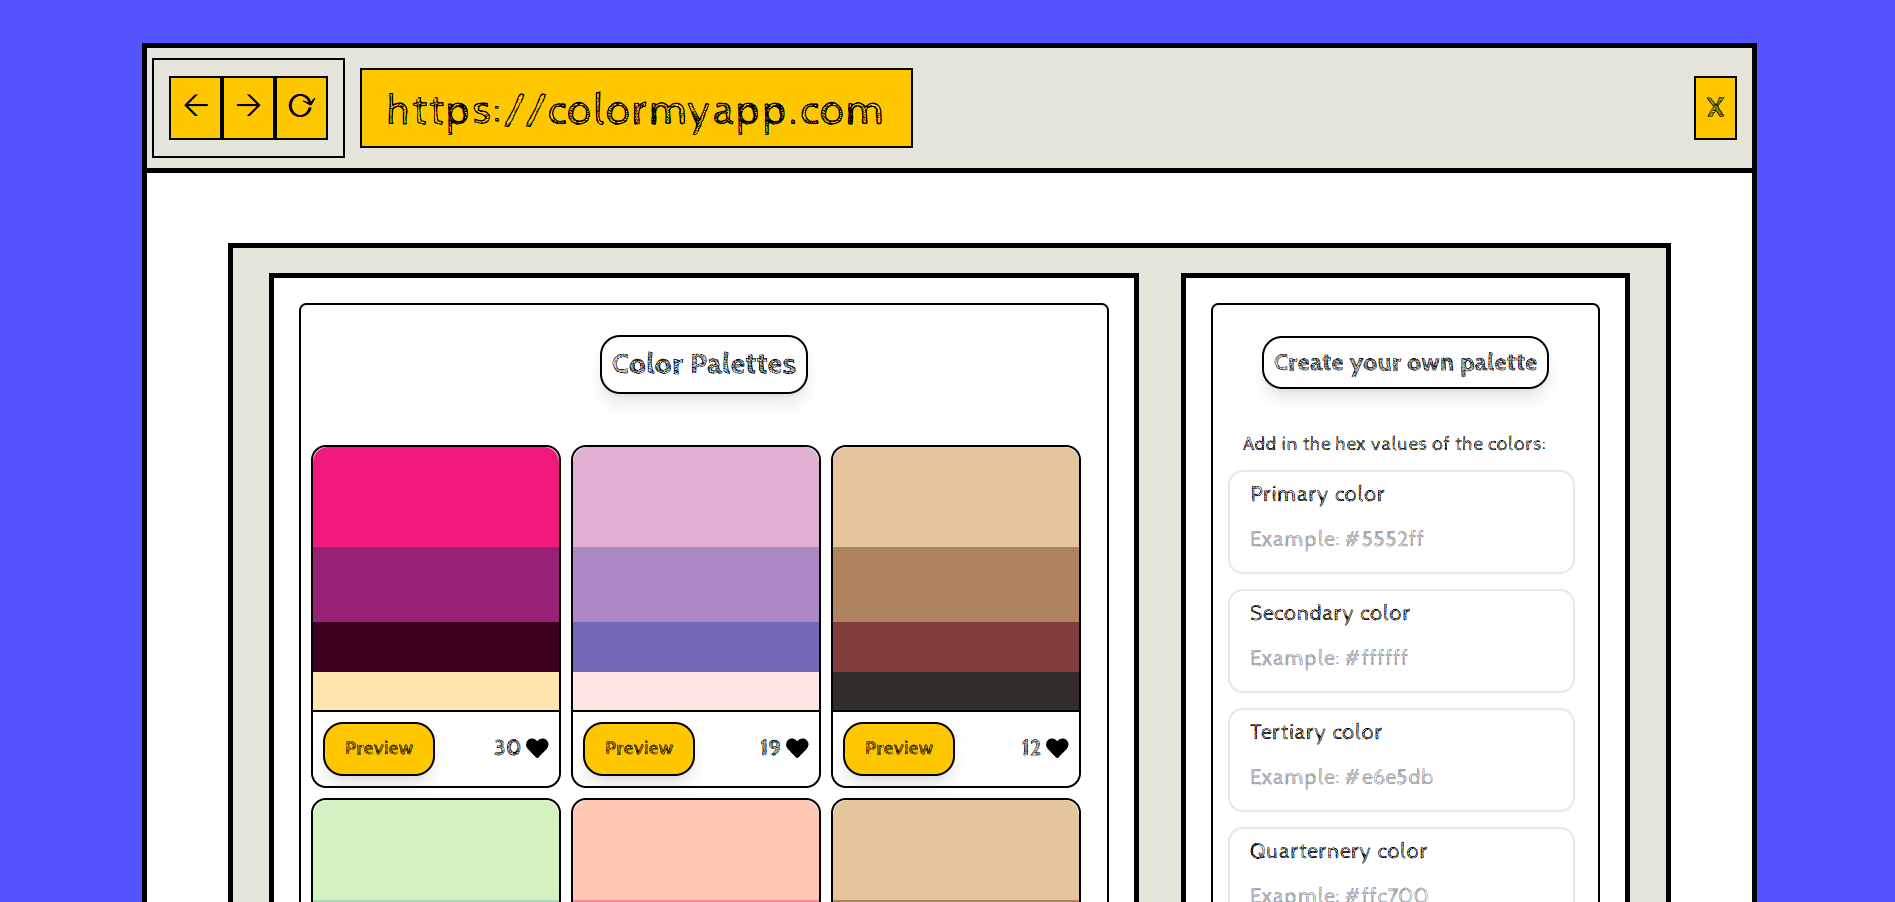 https://colormyapp.com
X
Color Palettes
Preview
30
Preview
19
Preview
12
Create your own palette
Add in the hex values of the colors:
Primary color
Example: #5552ff
Secondary color
Example: #ffffff
Tertiary color
Example: #e6e5db
Quarternery color
Exapmle: #ffc700